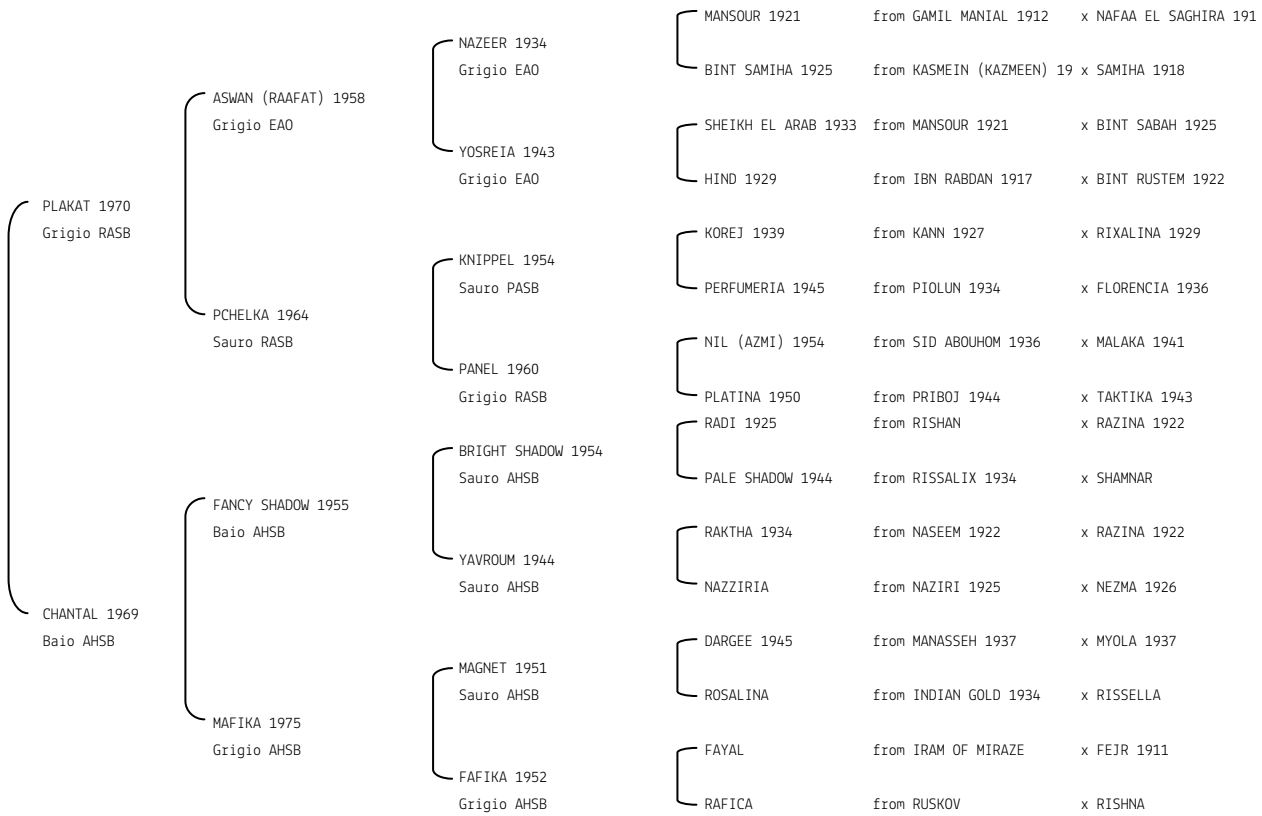 MANSOUR 1921 from GAMIL MANIAL 1912 x NAFAA EL SAGHIRA 191
NAZEER 1934
Grigio EAO
BINT SAMIHA 1925 from KASMEIN (KAZMEEN) 19 x SAMIHA 1918
ASWAN (RAAFAT) 1958
Grigio EAO
SHEIKH EL ARAB 1933 from MANSOUR 1921 x BINT SABAH 1925
YOSREIA 1943
Grigio EAO
HIND 1929 from IBN RABDAN 1917 x BINT RUSTEM 1922
PLAKAT 1970
Grigio RASB
KOREJ 1939 from KANN 1927 x RIXALINA 1929
KNIPPEL 1954
Sauro PASB
PERFUMERIA 1945 from PIOLUN 1934 x FLORENCIA 1936
PCHELKA 1964
Sauro RASB
NIL (AZMI) 1954 from SID ABOUHOM 1936 x MALAKA 1941
PANEL 1960
Grigio RASB
PLATINA 1950 from PRIBOJ 1944 x TAKTIKA 1943
RADI 1925 from RISHAN x RAZINA 1922
BRIGHT SHADOW 1954
Sauro AHSB
PALE SHADOW 1944 from RISSALIX 1934 x SHAMNAR
FANCY SHADOW 1955
Baio AHSB
RAKTHA 1934 from NASEEM 1922 x RAZINA 1922
YAVROUM 1944
Sauro AHSB
NAZZIRIA from NAZIRI 1925 x NEZMA 1926
CHANTAL 1969
Baio AHSB
DARGEE 1945 from MANASSEH 1937 x MYOLA 1937
MAGNET 1951
Sauro AHSB
ROSALINA from INDIAN GOLD 1934 x RISSELLA
MAFIKA 1975
Grigio AHSB
FAYAL from IRAM OF MIRAZE x FEJR 1911
FAFIKA 1952
Grigio AHSB
RAFICA from RUSKOV x RISHNA